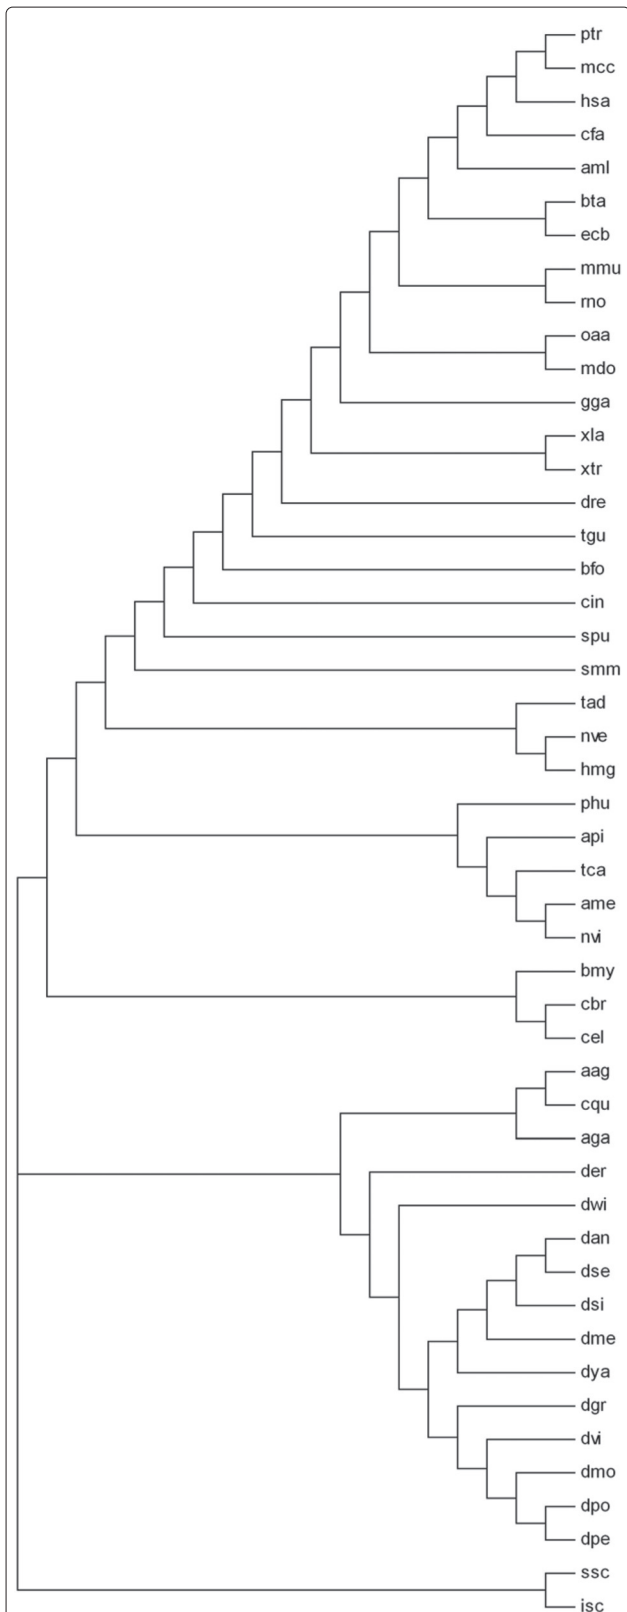 ptr
mcc
hsa
cfa
aml
bta
ecb
mmu
rno
oaa
mdo
gga
xla
xtr
dre
tgu
bfo
cin
spu
smm
tad
nve
hmg
phu
api
tca
ame
nvi
bmy
cbr
cel
aag
cqu
aga
der
dwi
dan
dse
dsi
dme
dya
dgr
dvi
dmo
dpo
dpe
ssc
isc